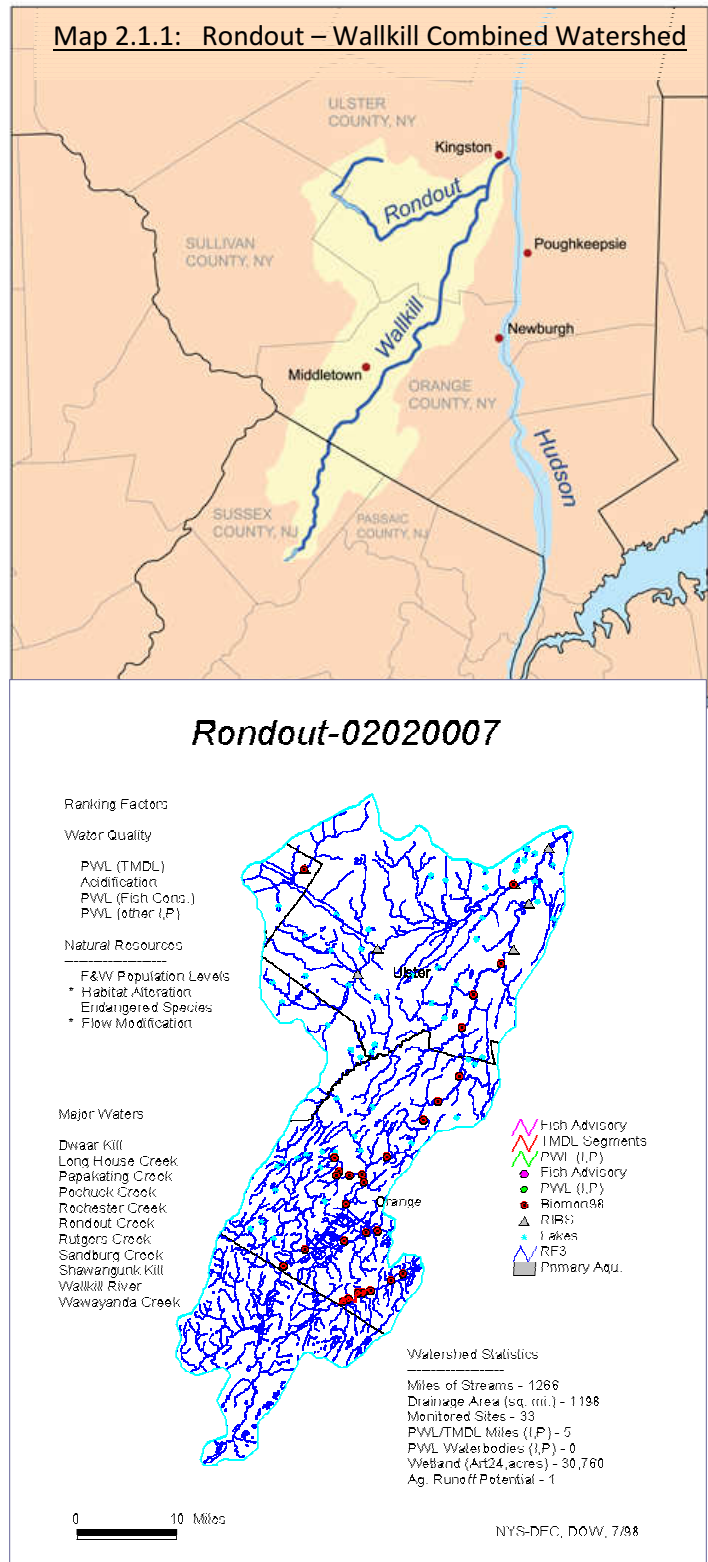 Map 2.1.1: Rondout – Wallkill Combined Watershed
ULSTER
COUNTY, NY
Kingston
Rondout
SULLIVAN
COUNTY, NY
Poughkeepsie
Wallkill
Newburgh
Middletown
ORANGE
COUNTY, NY
Hudson
SUSSEX
COUNTY, NJ
PASSAIC
COUNTY, NJ
Rondout-02020007
Ranking Factors
Water Quality
PWL (TMDL)
Acidification
PWL (Fish Cons.)
PWL (other I,P)
Natural Resources
--------------------
F&W Population Levels
* Habitat Alteration
Endangered Species
* Flow Modification
Ulster
Major Waters
Dwaar Kill
Long House Creek
Papakating Creek
Pochuck Creek
Rochester Creek
Rondout Creek
Rutgers Creek
Sandburg Creek
Shawangunk Kill
Wallkill River
Wawayanda Creek
Orange
Fish Advisory
TMDL Segments
PWL (I,P)
Fish Advisory
PWL (I,P)
Biomon98
RIBS
Lakes
RF3
Primary Aqu.
Watershed Statistics
-------------------
Miles of Streams - 1266
Drainage Area (sq. mi.) - 1198
Monitored Sites - 33
PWL/TMDL Miles (I,P) - 5
PWL Waterbodies (I,P) - 0
Wetland (Art24,acres) - 30,760
Ag. Runoff Potential - 1
0 10 Miles
NYS-DEC, DOW, 7/98